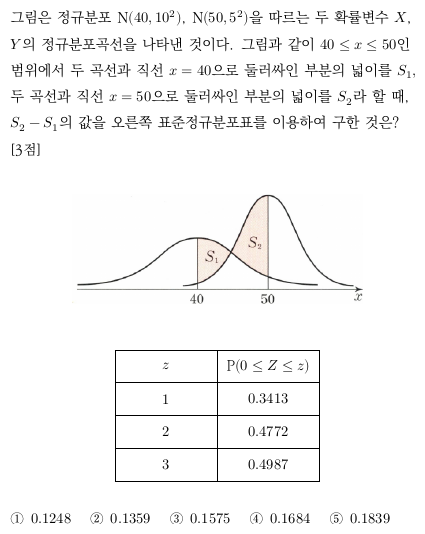 그림은 정규분포 N(40, 10²), N(50, 5²)을 따르는 두 확률변수 X,
Y의 정규분포곡선을 나타낸 것이다. 그림과 같이 40 ≤ x ≤ 50인
범위에서 두 곡선과 직선 x = 40으로 둘러싸인 부분의 넓이를 S₁,
두 곡선과 직선 x = 50으로 둘러싸인 부분의 넓이를 S₂라 할 때,
S₂ − S₁의 값을 오른쪽 표준정규분포표를 이용하여 구한 것은?
[3점]
S₁ S₂
40 50 x
z P(0 ≤ Z ≤ z)
1 0.3413
2 0.4772
3 0.4987
① 0.1248 ② 0.1359 ③ 0.1575 ④ 0.1684 ⑤ 0.1839